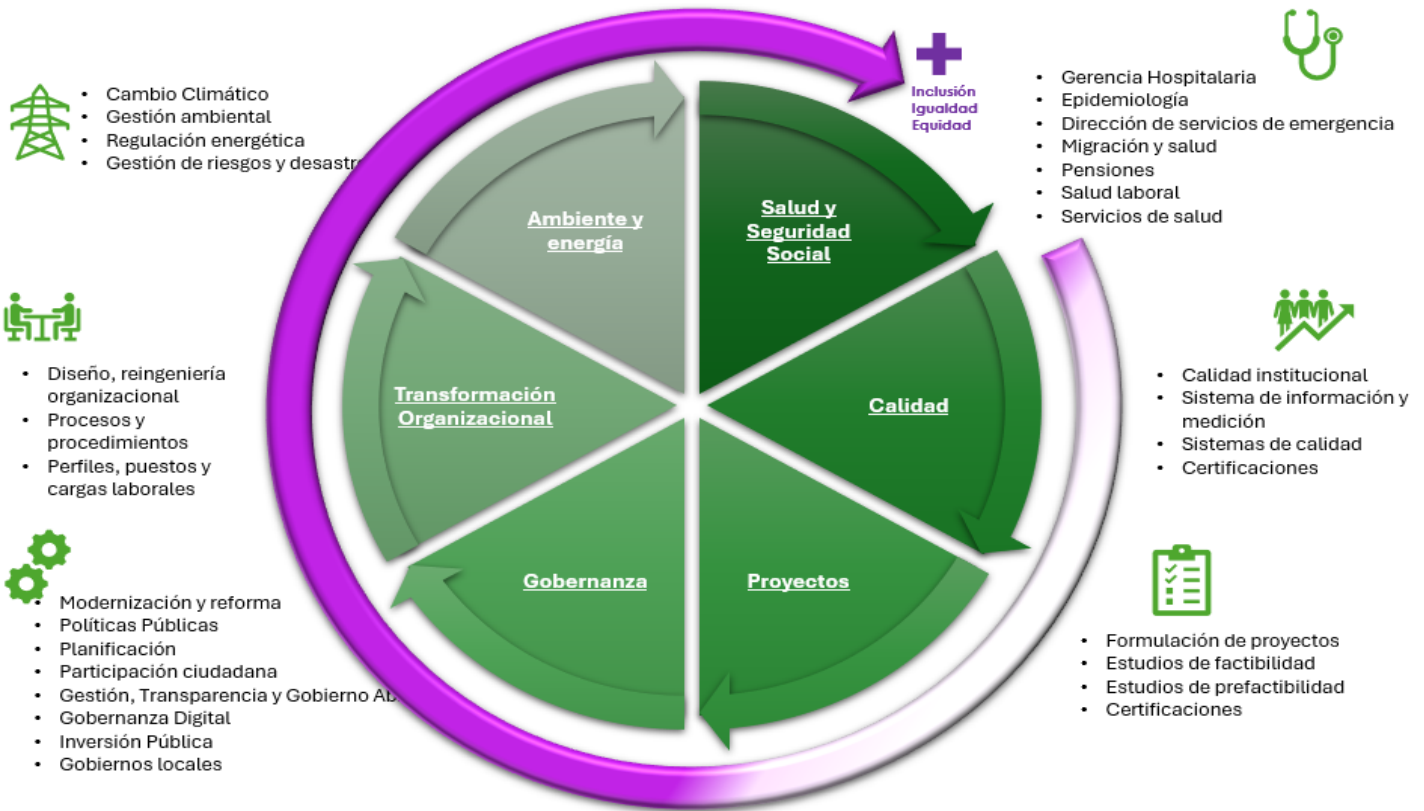 • Cambio Climático
• Gestión ambiental
• Regulación energética
• Gestión de riesgos y
Inclusión
Igualdad
Equidad
• Gerencia Hospitalaria
• Epidemiología
• Dirección de servicios de emergencia
• Migración y salud
• Pensiones
• Salud laboral
• Servicios de salud
Ambiente y
energía
Salud y
Seguridad
Social
• Diseño, reingeniería
organizacional
• Procesos y
procedimientos
• Perfiles, puestos y
cargas laborales
Transformación
Organizacional
Calidad
• Calidad institucional
• Sistema de información y
medición
• Sistemas de calidad
• Certificaciones
Gobernanza
Proyectos
• Modernización y reforma
• Políticas Públicas
• Planificación
• Participación ciudadana
• Gestión, Transparencia y Gobierno
• Gobernanza Digital
• Inversión Pública
• Gobiernos locales
• Formulación de proyectos
• Estudios de factibilidad
• Estudios de prefactibilidad
• Certificaciones